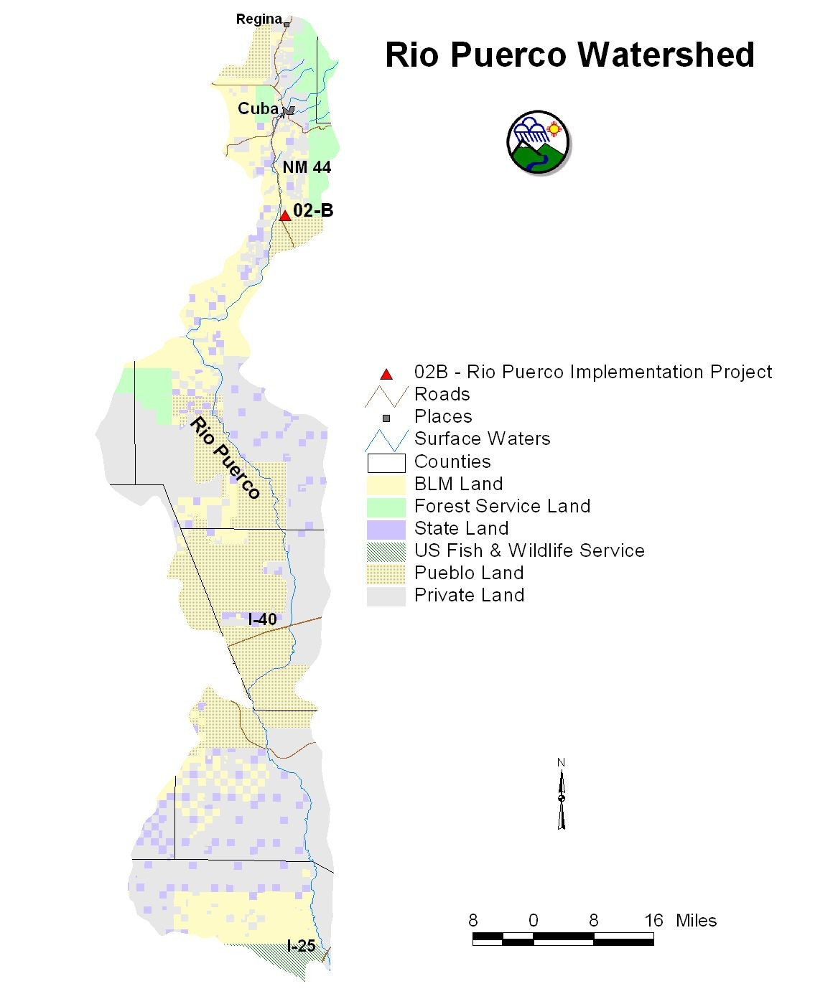 Regina
Rio Puerco Watershed
Cuba
NM 44
02-B
02B - Rio Puerco Implementation Project
Roads
Places
Surface Waters
Counties
BLM Land
Forest Service Land
State Land
US Fish & Wildlife Service
Pueblo Land
Private Land
Rio Puerco
I-40
N
8 0 8 16 Miles
I-25